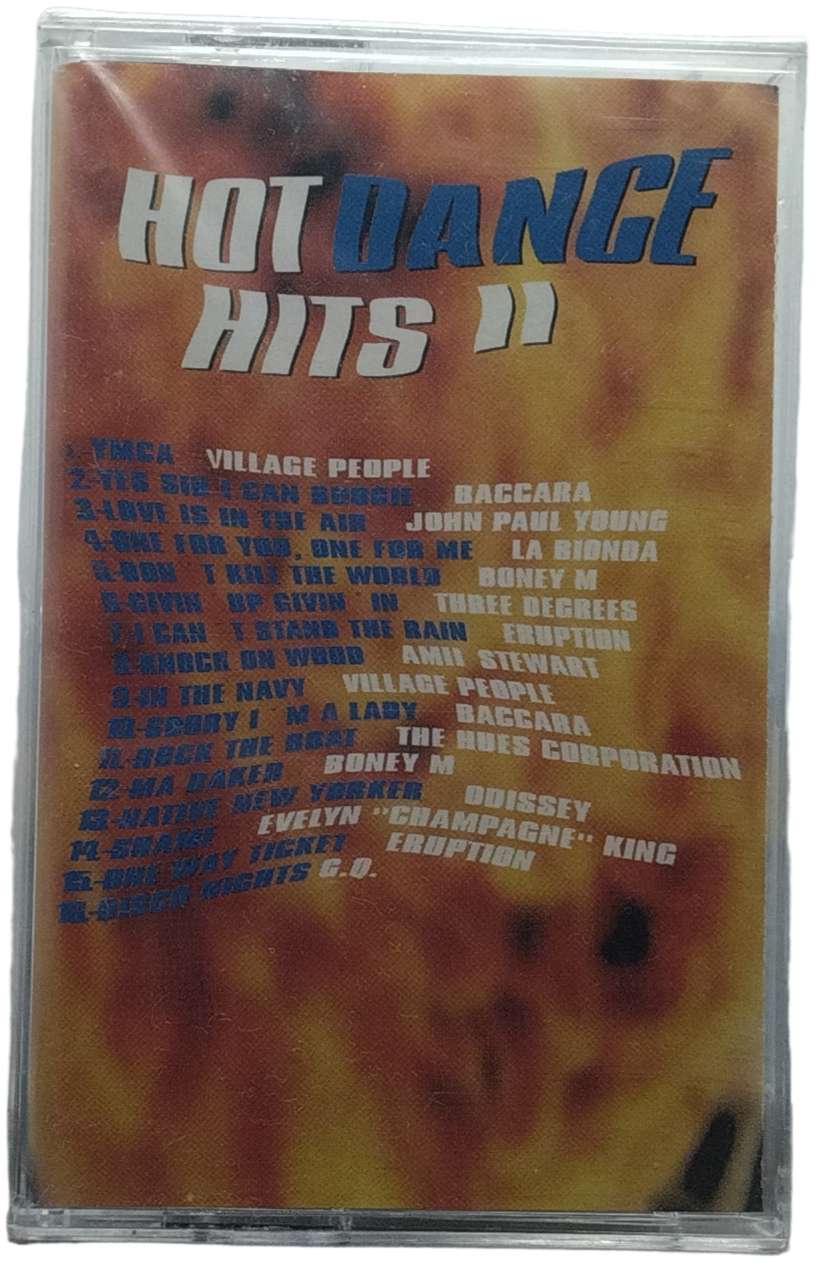 HOT DANCE
HITS II
1.-YMCA VILLAGE PEOPLE
2.-YES SIR I CAN BOOGIE BACCARA
3.-LOVE IS IN THE AIR JOHN PAUL YOUNG
4.-ONE FOR YOU, ONE FOR ME LA BIONDA
5.-DON´T KILL THE WORLD BONEY M
6.-GIVIN´ UP GIVIN´ IN THREE DEGREES
7.-I CAN´T STAND THE RAIN ERUPTION
8.-KNOCK ON WOOD AMII STEWART
9.-IN THE NAVY VILLAGE PEOPLE
10.-SORRY I´M A LADY BACCARA
11.-ROCK THE BOAT THE HUES CORPORATION
12.-MA BAKER BONEY M
13.-NATIVE NEW YORKER ODISSEY
14.-SHAME EVELYN "CHAMPAGNE" KING
15.-ONE WAY TICKET ERUPTION
16.-DISCO NIGHTS G.Q.